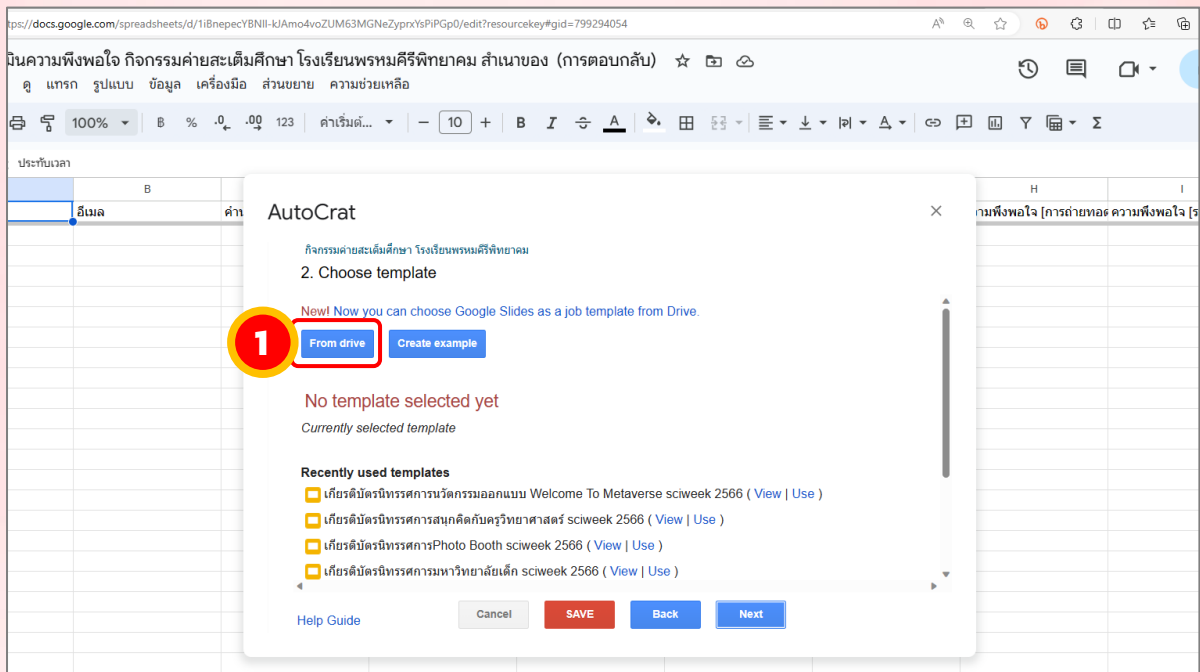 tps://docs.google.com/spreadsheets/d/1iBnepecYBNII-kJAmo4voZUM63MGNeZyprxYsPiPGp0/edit?resourcekey#gid=799294054
มินความพึงพอใจ กิจกรรมค่ายสะเต็มศึกษา โรงเรียนพรหมคีรีพิทยาคม สำเนาของ (การตอบกลับ)
ดู แทรก รูปแบบ ข้อมูล เครื่องมือ ส่วนขยาย ความช่วยเหลือ
100% B % .0 .00 123 ค่าเริ่มต้... − 10 + B I S A Σ
ประทับเวลา
B H I
อีเมล คำน ามพึงพอใจ [การถ่ายทอด ความพึงพอใจ [ร
AutoCrat
กิจกรรมค่ายสะเต็มศึกษา โรงเรียนพรหมคีรีพิทยาคม
2. Choose template
New! Now you can choose Google Slides as a job template from Drive.
1 From drive Create example
No template selected yet
Currently selected template
Recently used templates
เกียรติบัตรนิทรรศการนวัตกรรมออกแบบ Welcome To Metaverse sciweek 2566 ( View | Use )
เกียรติบัตรนิทรรศการสนุกคิดกับครูวิทยาศาสตร์ sciweek 2566 ( View | Use )
เกียรติบัตรนิทรรศการPhoto Booth sciweek 2566 ( View | Use )
เกียรติบัตรนิทรรศการมหาวิทยาลัยเด็ก sciweek 2566 ( View | Use )
Help Guide Cancel SAVE Back Next